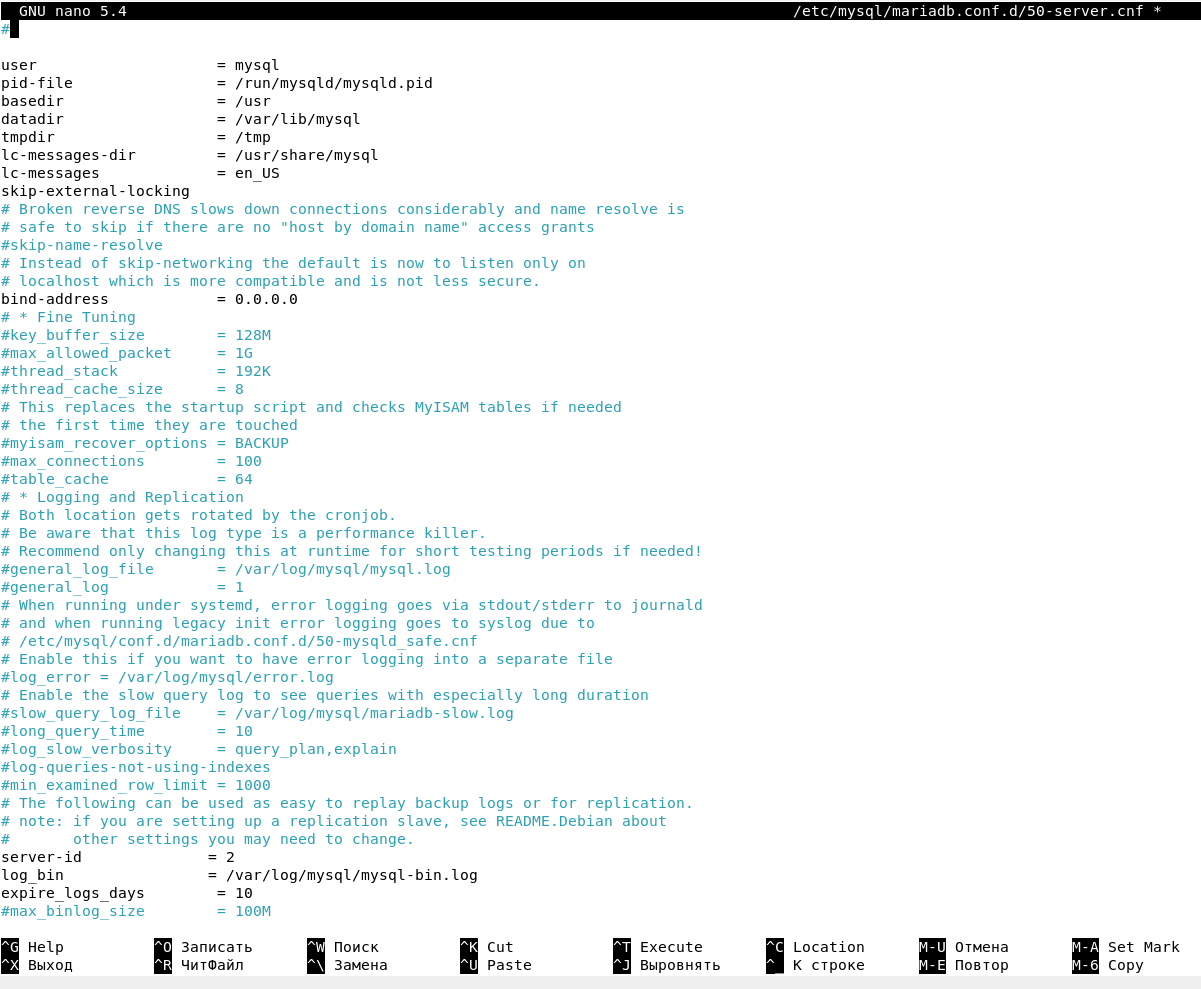 GNU nano 5.4 /etc/mysql/mariadb.conf.d/50-server.cnf *
#
user = mysql
pid-file = /run/mysqld/mysqld.pid
basedir = /usr
datadir = /var/lib/mysql
tmpdir = /tmp
lc-messages-dir = /usr/share/mysql
lc-messages = en_US
skip-external-locking
# Broken reverse DNS slows down connections considerably and name resolve is
# safe to skip if there are no "host by domain name" access grants
#skip-name-resolve
# Instead of skip-networking the default is now to listen only on
# localhost which is more compatible and is not less secure.
bind-address = 0.0.0.0
# * Fine Tuning
#key_buffer_size = 128M
#max_allowed_packet = 1G
#thread_stack = 192K
#thread_cache_size = 8
# This replaces the startup script and checks MyISAM tables if needed
# the first time they are touched
#myisam_recover_options = BACKUP
#max_connections = 100
#table_cache = 64
# * Logging and Replication
# Both location gets rotated by the cronjob.
# Be aware that this log type is a performance killer.
# Recommend only changing this at runtime for short testing periods if needed!
#general_log_file = /var/log/mysql/mysql.log
#general_log = 1
# When running under systemd, error logging goes via stdout/stderr to journald
# and when running legacy init error logging goes to syslog due to
# /etc/mysql/conf.d/mariadb.conf.d/50-mysqld_safe.cnf
# Enable this if you want to have error logging into a separate file
#log_error = /var/log/mysql/error.log
# Enable the slow query log to see queries with especially long duration
#slow_query_log_file = /var/log/mysql/mariadb-slow.log
#long_query_time = 10
#log_slow_verbosity = query_plan,explain
#log-queries-not-using-indexes
#min_examined_row_limit = 1000
# The following can be used as easy to replay backup logs or for replication.
# note: if you are setting up a replication slave, see README.Debian about
# other settings you may need to change.
server-id = 2
log_bin = /var/log/mysql/mysql-bin.log
expire_logs_days = 10
#max_binlog_size = 100M
^G Help ^O Записать ^W Поиск ^K Cut ^T Execute ^C Location M-U Отмена M-A Set Mark
^X Выход ^R ЧитФайл ^\ Замена ^U Paste ^J Выровнять ^_ К строке M-E Повтор M-6 Copy